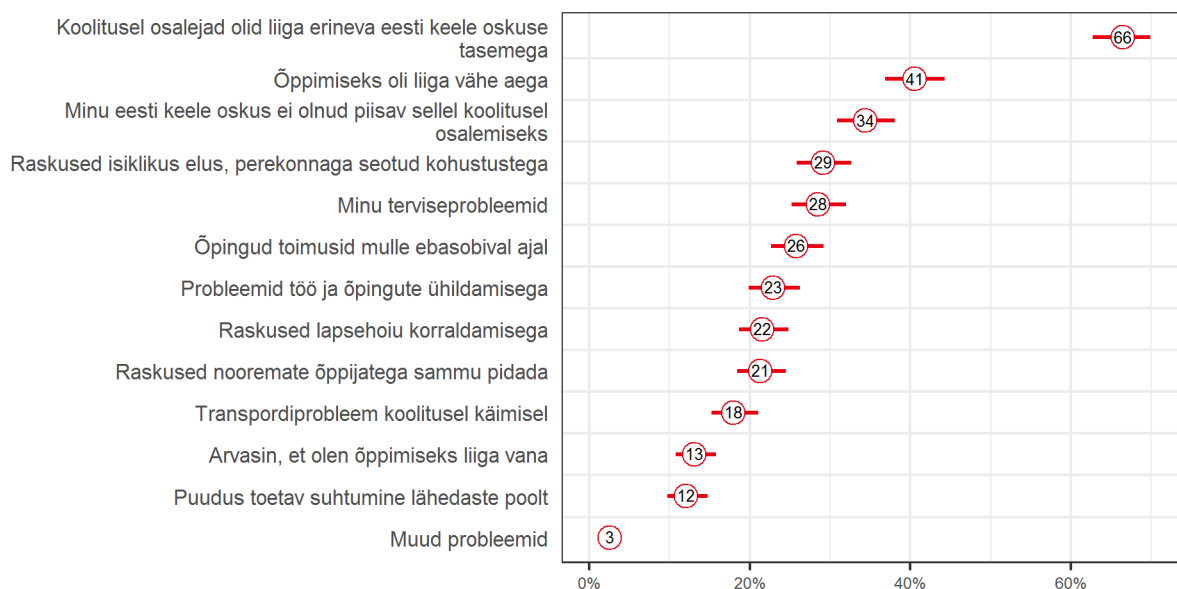 Koolitusel osalejad olid liiga erineva eesti keele oskuse
tasemega
66
Õppimiseks oli liiga vähe aega
41
Minu eesti keele oskus ei olnud piisav sellel koolitusel
osalemiseks
34
Raskused isiklikus elus, perekonnaga seotud kohustustega
29
Minu terviseprobleemid
28
Õpingud toimusid mulle ebasobival ajal
26
Probleemid töö ja õpingute ühildamisega
23
Raskused lapsehoiu korraldamisega
22
Raskused nooremate õppijatega sammu pidada
21
Transpordiprobleem koolitusel käimisel
18
Arvasin, et olen õppimiseks liiga vana
13
Puudus toetav suhtumine lähedaste poolt
12
Muud probleemid
3
0% 20% 40% 60%